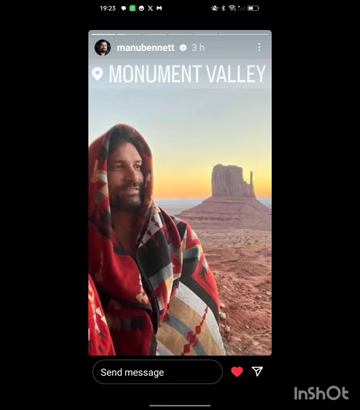 19:23
manubennett 3 h
MONUMENT VALLEY
Send message
InShOt